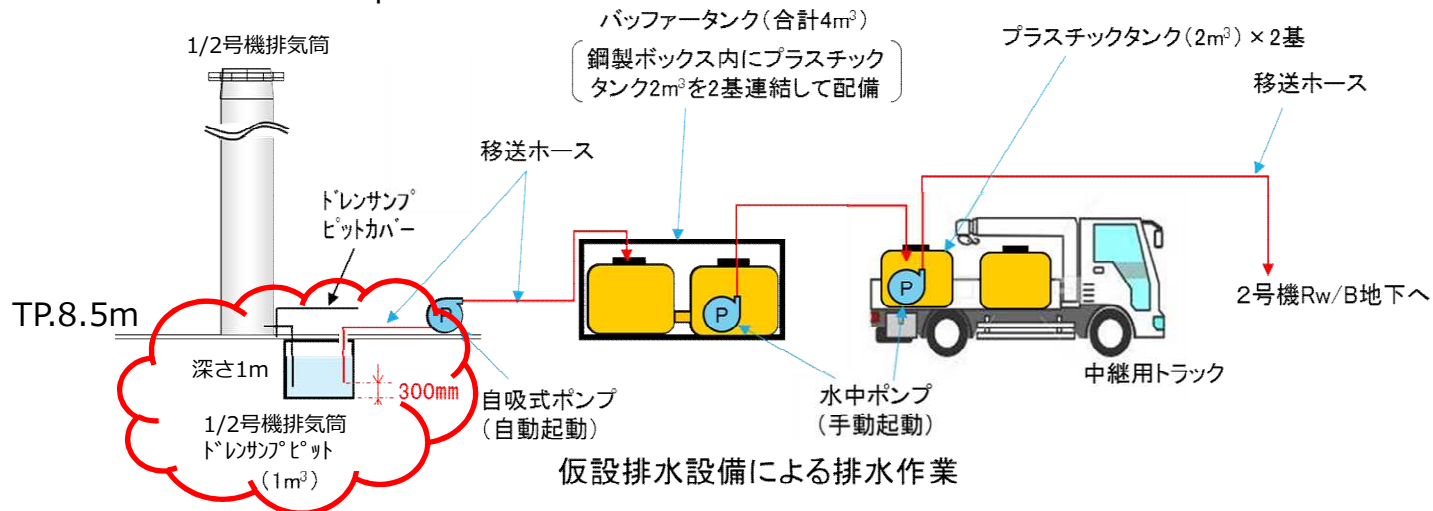 1/2号機排気筒
バッファータンク（合計4m³）
鋼製ボックス内にプラスチック
タンク2m³を2基連結して配備
プラスチックタンク（2m³）×2基
移送ホース
移送ホース
ﾄﾞﾚﾝｻﾝﾌﾟ
ﾋﾟｯﾄｶﾊﾞｰ
TP.8.5m
P
P
P
2号機Rw/B地下へ
深さ1m
300mm
中継用トラック
自吸式ポンプ
（自動起動）
水中ポンプ
（手動起動）
1/2号機排気筒
ﾄﾞﾚﾝｻﾝﾌﾟﾋﾟｯﾄ
（1m³）
仮設排水設備による排水作業